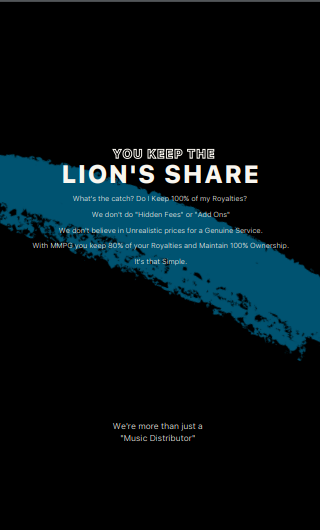 YOU KEEP THE
LION'S SHARE
What's the catch? Do I Keep 100% of my Royalties?
We don't do "Hidden Fees" or "Add Ons"
We don't believe in Unrealistic prices for a Genuine Service.
With MMPG you keep 80% of your Royalties and Maintain 100% Ownership.
It's that Simple.
We're more than just a
"Music Distributor"